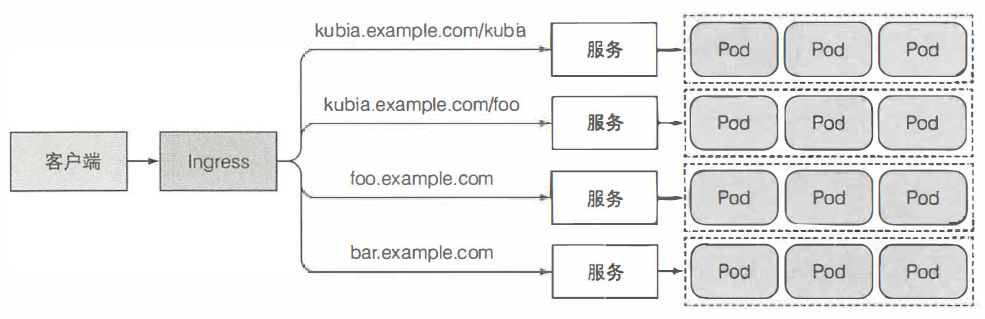 kubia.example.com/kubia
服务
Pod
Pod
Pod
kubia.example.com/foo
服务
Pod
Pod
Pod
客户端
Ingress
foo.example.com
服务
Pod
Pod
Pod
bar.example.com
服务
Pod
Pod
Pod